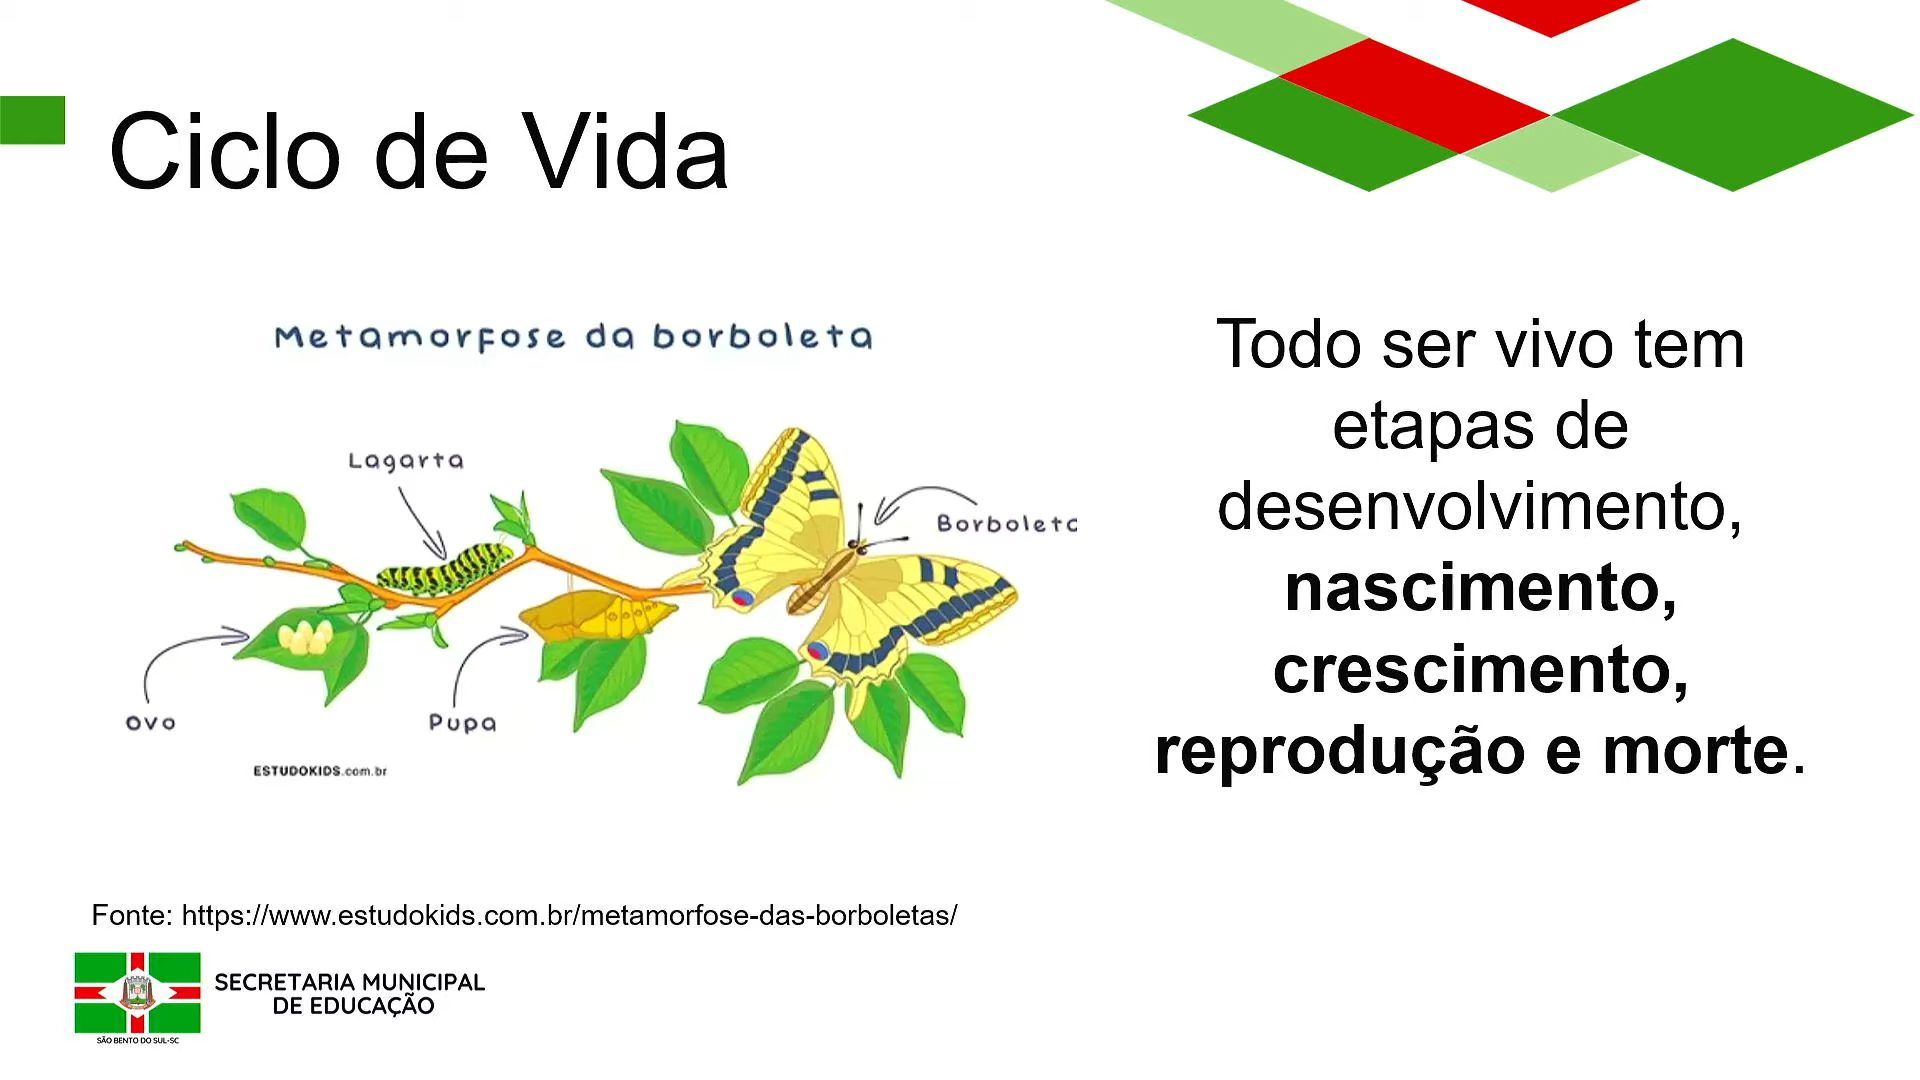 Ciclo de Vida
Metamorfose da borboleta
Lagarta
Borboleta
Ovo
Pupa
ESTUDOKIDS.com.br
Todo ser vivo tem
etapas de
desenvolvimento,
nascimento,
crescimento,
reprodução e morte.
Fonte: https://www.estudokids.com.br/metamorfose-das-borboletas/
SECRETARIA MUNICIPAL
DE EDUCAÇÃO
SÃO BENTO DO SUL-SC